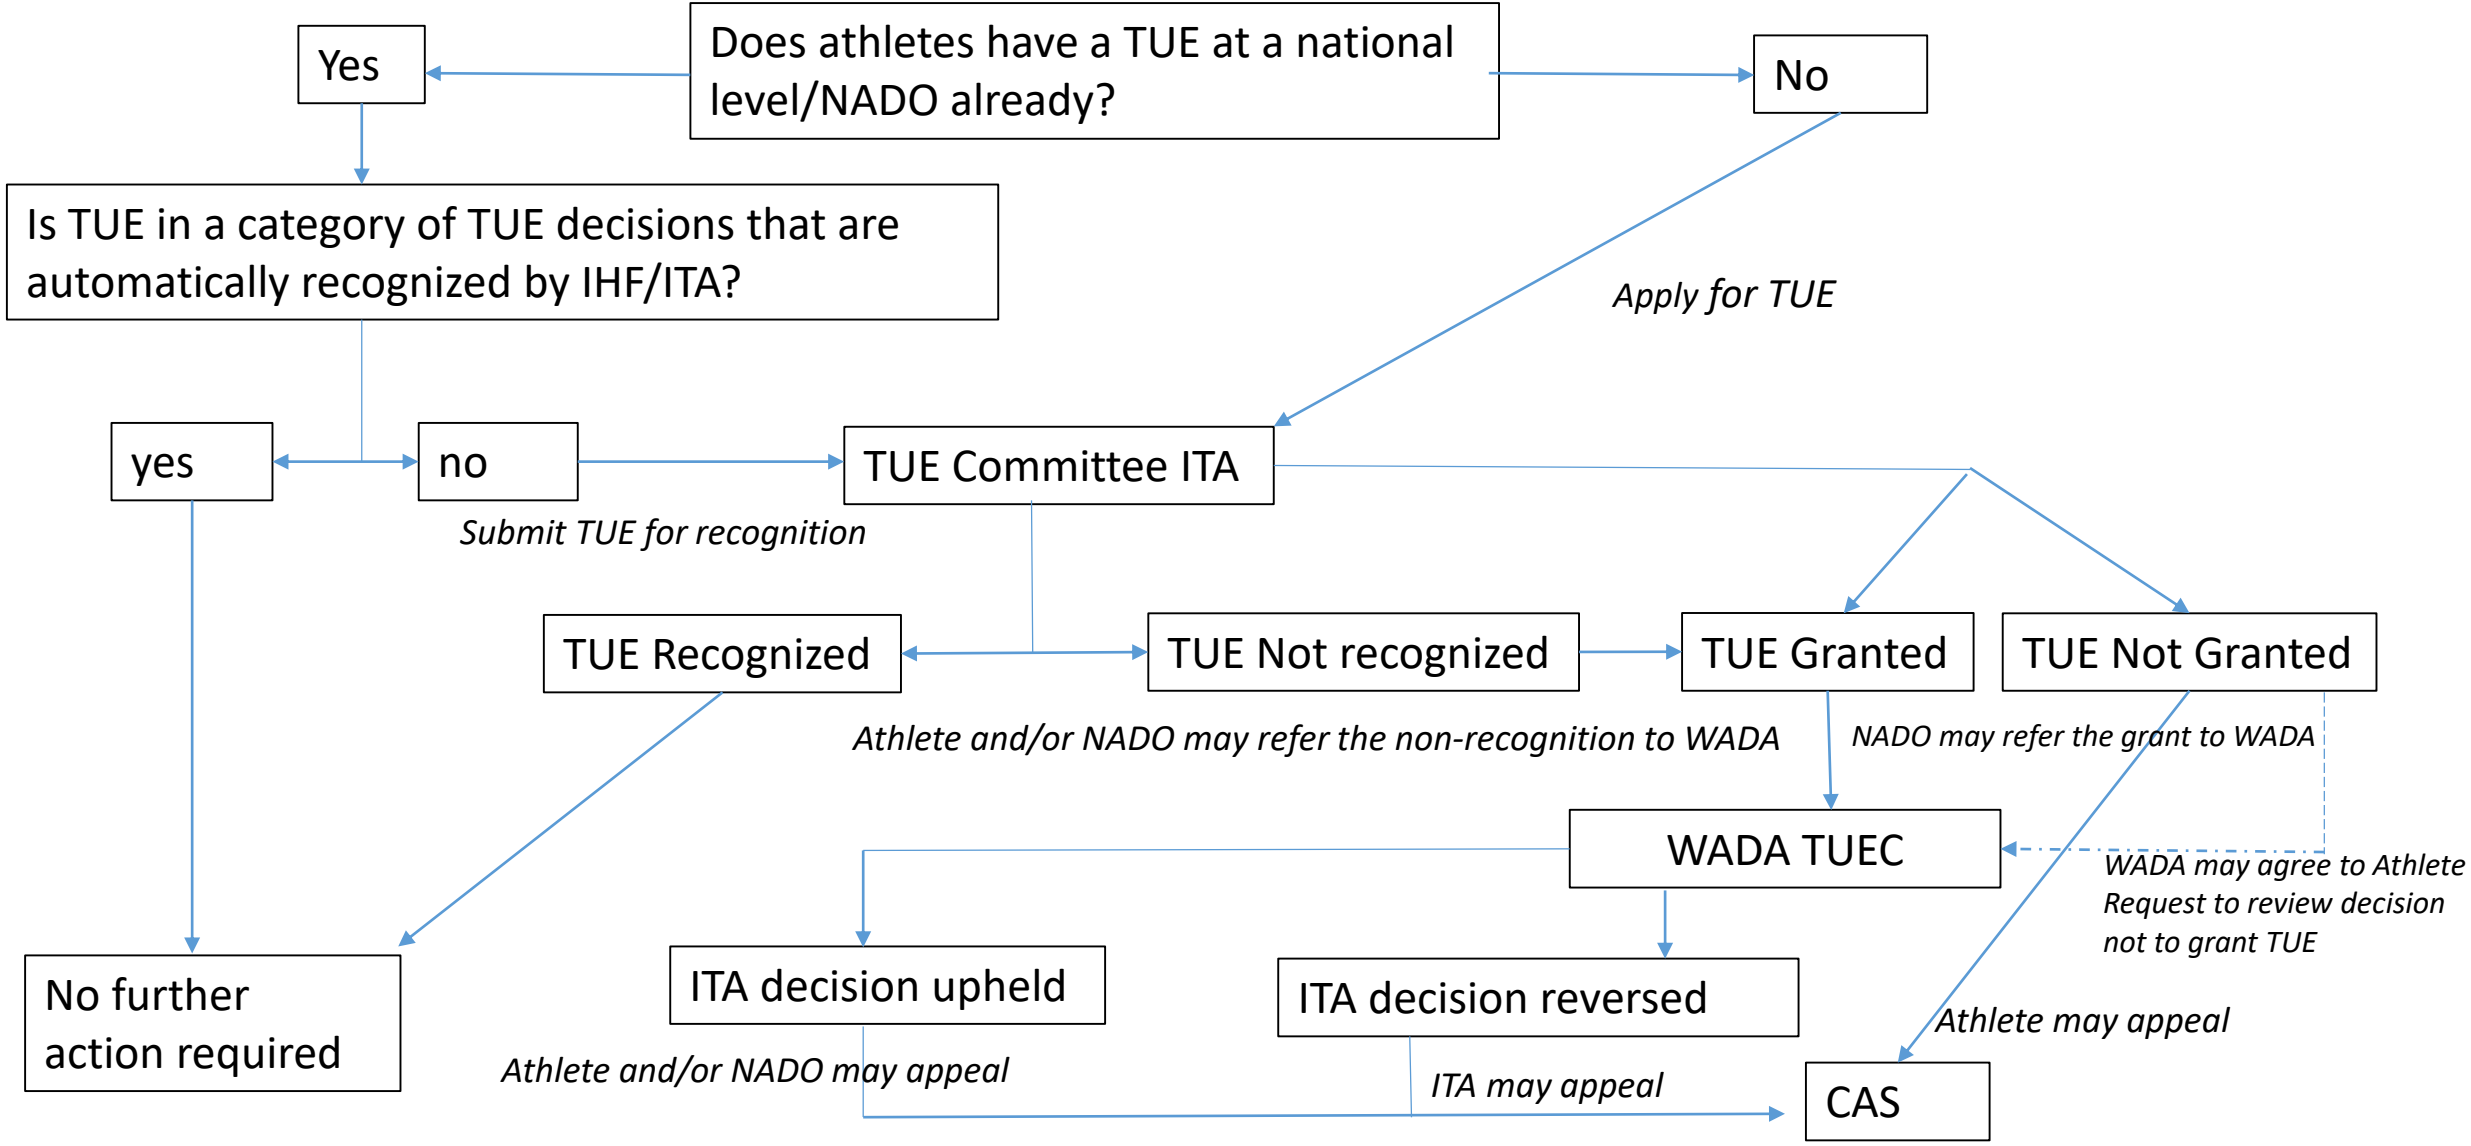 Yes
Does athletes have a TUE at a national
level/NADO already?
No
Is TUE in a category of TUE decisions that are
automatically recognized by IHF/ITA?
Apply for TUE
yes
no
TUE Committee ITA
Submit TUE for recognition
TUE Recognized
TUE Not recognized
TUE Granted
TUE Not Granted
Athlete and/or NADO may refer the non-recognition to WADA
NADO may refer the grant to WADA
WADA TUEC
WADA may agree to Athlete
Request to review decision
not to grant TUE
No further
action required
ITA decision upheld
ITA decision reversed
Athlete may appeal
Athlete and/or NADO may appeal
ITA may appeal
CAS